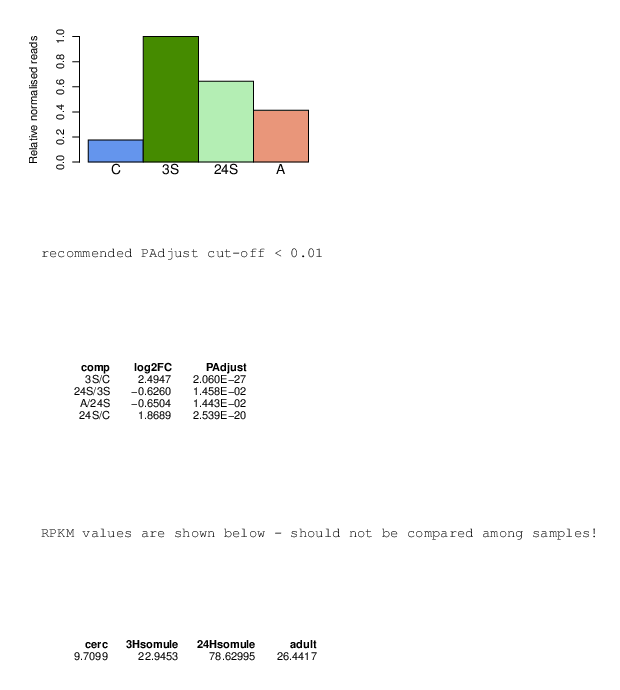 Relative normalised reads
1.0
0.8
0.6
0.4
0.2
0.0
C 3S 24S A
recommended PAdjust cut-off < 0.01
comp log2FC PAdjust
3S/C 2.4947 2.060E−27
24S/3S −0.6260 1.458E−02
A/24S −0.6504 1.443E−02
24S/C 1.8689 2.539E−20
RPKM values are shown below - should not be compared among samples!
cerc 3Hsomule 24Hsomule adult
9.7099 22.9453 78.62995 26.4417